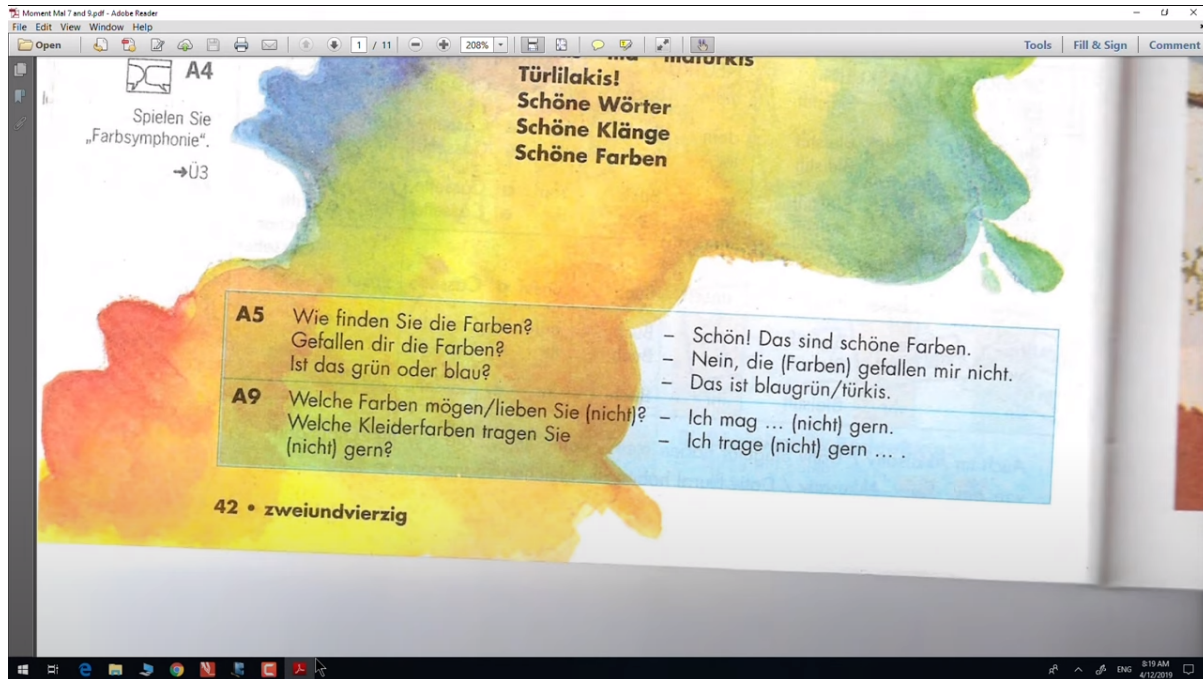 Moment Mal 7 and 9.pdf - Adobe Reader
File Edit View Window Help
Open 1 / 11 208% Tools Fill & Sign Comment
A4
Spielen Sie
„Farbsymphonie“.
→Ü3
Türlilakis!
Schöne Wörter
Schöne Klänge
Schöne Farben
A5 Wie finden Sie die Farben? – Schön! Das sind schöne Farben.
Gefallen dir die Farben? – Nein, die (Farben) gefallen mir nicht.
Ist das grün oder blau? – Das ist blaugrün/türkis.
A9 Welche Farben mögen/lieben Sie (nicht)? – Ich mag ... (nicht) gern.
Welche Kleiderfarben tragen Sie – Ich trage (nicht) gern ... .
(nicht) gern?
42 • zweiundvierzig
ENG 8:19 AM
4/12/2019